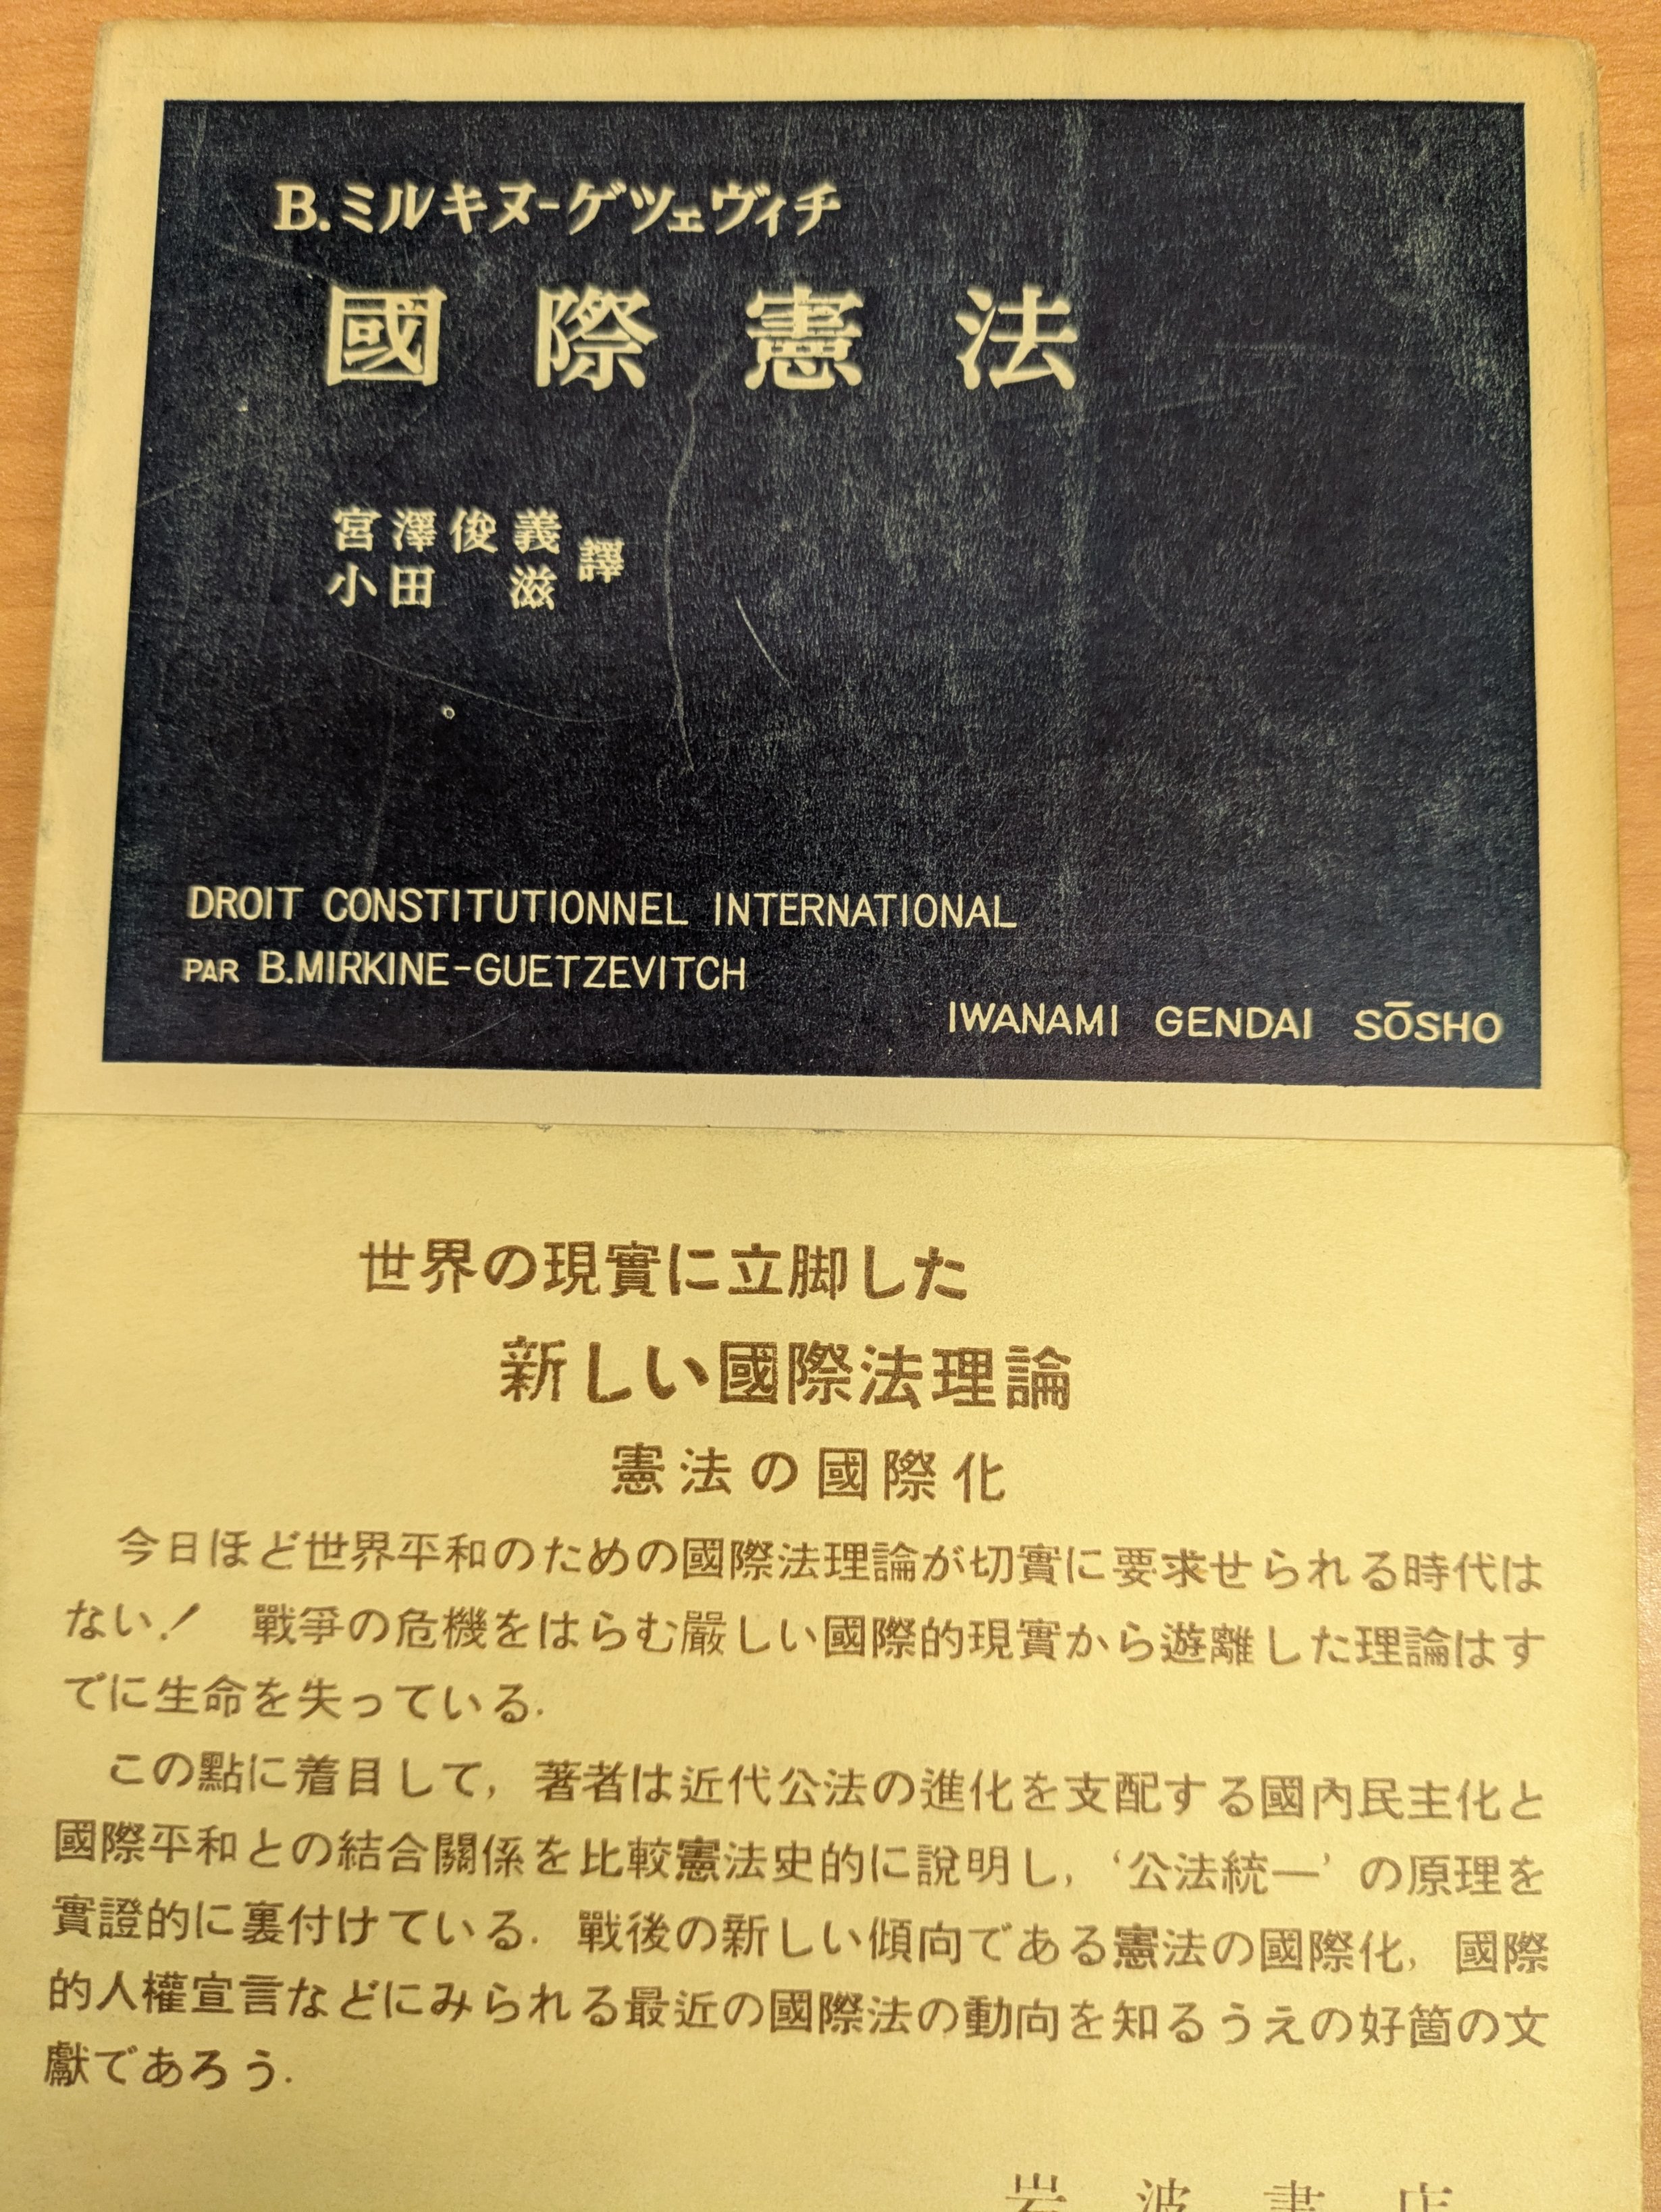 B.ミルキヌ-ゲツェヴィチ
國際憲法
宮澤俊義
小田 滋
譯
DROIT CONSTITUTIONNEL INTERNATIONAL
PAR B.MIRKINE-GUETZEVITCH
IWANAMI GENDAI SŌSHO
世界の現實に立脚した
新しい國際法理論
憲法の國際化
今日ほど世界平和のための國際法理論が切實に要求せられる時代は
ない! 戰爭の危機をはらむ嚴しい國際的現實から遊離した理論はす
でに生命を失っている.
この點に着目して, 著者は近代公法の進化を支配する國內民主化と
國際平和との結合關係を比較憲法史的に說明し, ‘公法統一’ の原理を
實證的に裏付けている. 戰後の新しい傾向である憲法の國際化, 國際
的人權宣言などにみられる最近の國際法の動向を知るうえの好箇の文
獻であろう.
岩波書店